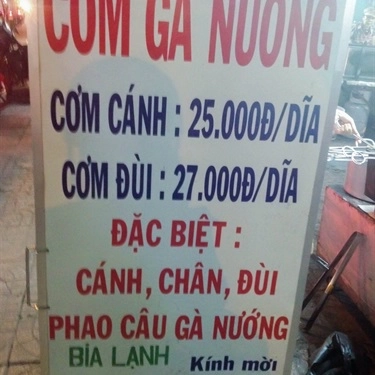 CƠM GÀ NƯỚNG
CƠM CÁNH : 25.000Đ/DĨA
CƠM ĐÙI : 27.000Đ/DĨA
ĐẶC BIỆT :
CÁNH, CHÂN, ĐÙI
PHAO CÂU GÀ NƯỚNG
BIA LẠNH Kính mời